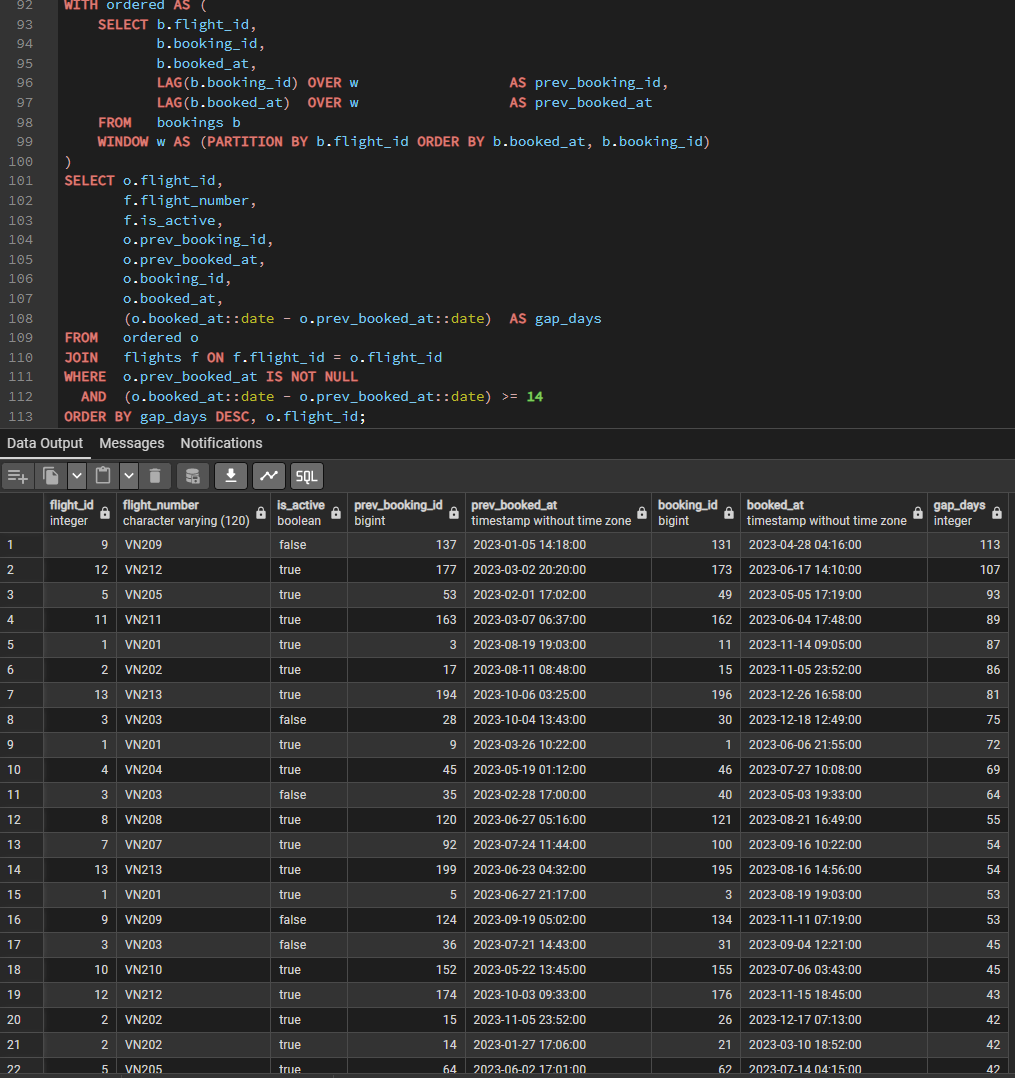 92 WITH ordered AS (
93 SELECT b.flight_id,
94 b.booking_id,
95 b.booked_at,
96 LAG(b.booking_id) OVER w AS prev_booking_id,
97 LAG(b.booked_at) OVER w AS prev_booked_at
98 FROM bookings b
99 WINDOW w AS (PARTITION BY b.flight_id ORDER BY b.booked_at, b.booking_id)
100 )
101 SELECT o.flight_id,
102 f.flight_number,
103 f.is_active,
104 o.prev_booking_id,
105 o.prev_booked_at,
106 o.booking_id,
107 o.booked_at,
108 (o.booked_at::date - o.prev_booked_at::date) AS gap_days
109 FROM ordered o
110 JOIN flights f ON f.flight_id = o.flight_id
111 WHERE o.prev_booked_at IS NOT NULL
112 AND (o.booked_at::date - o.prev_booked_at::date) >= 14
113 ORDER BY gap_days DESC, o.flight_id;
Data Output Messages Notifications
SQL
flight_id flight_number is_active prev_booking_id prev_booked_at booking_id booked_at gap_days
integer character varying (120) boolean bigint timestamp without time zone bigint timestamp without time zone integer
1 9 VN209 false 137 2023-01-05 14:18:00 131 2023-04-28 04:16:00 113
2 12 VN212 true 177 2023-03-02 20:20:00 173 2023-06-17 14:10:00 107
3 5 VN205 true 53 2023-02-01 17:02:00 49 2023-05-05 17:19:00 93
4 11 VN211 true 163 2023-03-07 06:37:00 162 2023-06-04 17:48:00 89
5 1 VN201 true 3 2023-08-19 19:03:00 11 2023-11-14 09:05:00 87
6 2 VN202 true 17 2023-08-11 08:48:00 15 2023-11-05 23:52:00 86
7 13 VN213 true 194 2023-10-06 03:25:00 196 2023-12-26 16:58:00 81
8 3 VN203 false 28 2023-10-04 13:43:00 30 2023-12-18 12:49:00 75
9 1 VN201 true 9 2023-03-26 10:22:00 1 2023-06-06 21:55:00 72
10 4 VN204 true 45 2023-05-19 01:12:00 46 2023-07-27 10:08:00 69
11 3 VN203 false 35 2023-02-28 17:00:00 40 2023-05-03 19:33:00 64
12 8 VN208 true 120 2023-06-27 05:16:00 121 2023-08-21 16:49:00 55
13 7 VN207 true 92 2023-07-24 11:44:00 100 2023-09-16 10:22:00 54
14 13 VN213 true 199 2023-06-23 04:32:00 195 2023-08-16 14:56:00 54
15 1 VN201 true 5 2023-06-27 21:17:00 3 2023-08-19 19:03:00 53
16 9 VN209 false 124 2023-09-19 05:02:00 134 2023-11-11 07:19:00 53
17 3 VN203 false 36 2023-07-21 14:43:00 31 2023-09-04 12:21:00 45
18 10 VN210 true 152 2023-05-22 13:45:00 155 2023-07-06 03:43:00 45
19 12 VN212 true 174 2023-10-03 09:33:00 176 2023-11-15 18:45:00 43
20 2 VN202 true 15 2023-11-05 23:52:00 26 2023-12-17 07:13:00 42
21 2 VN202 true 14 2023-01-27 17:06:00 21 2023-03-10 18:52:00 42
22 5 VN205 true 64 2023-06-02 17:01:00 62 2023-07-14 04:15:00 42